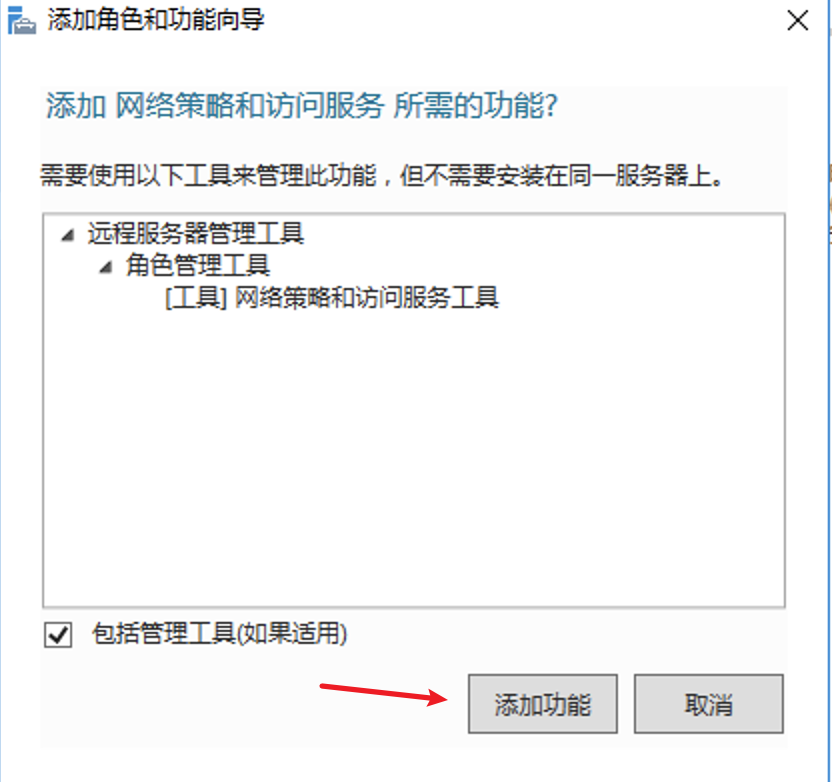 添加角色和功能向导
添加 网络策略和访问服务 所需的功能?
需要使用以下工具来管理此功能，但不需要安装在同一服务器上。
远程服务器管理工具
角色管理工具
[工具] 网络策略和访问服务工具
包括管理工具(如果适用)
添加功能
取消